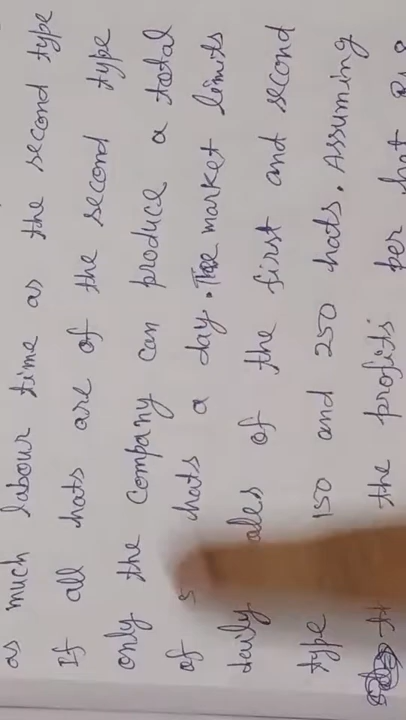 as much labour time as the second type
If all hats are of the second type
only the Company can produce a total
of hats a day. The market limits
daily of the first and second
type 150 and 250 hats. Assuming
the profits per hat